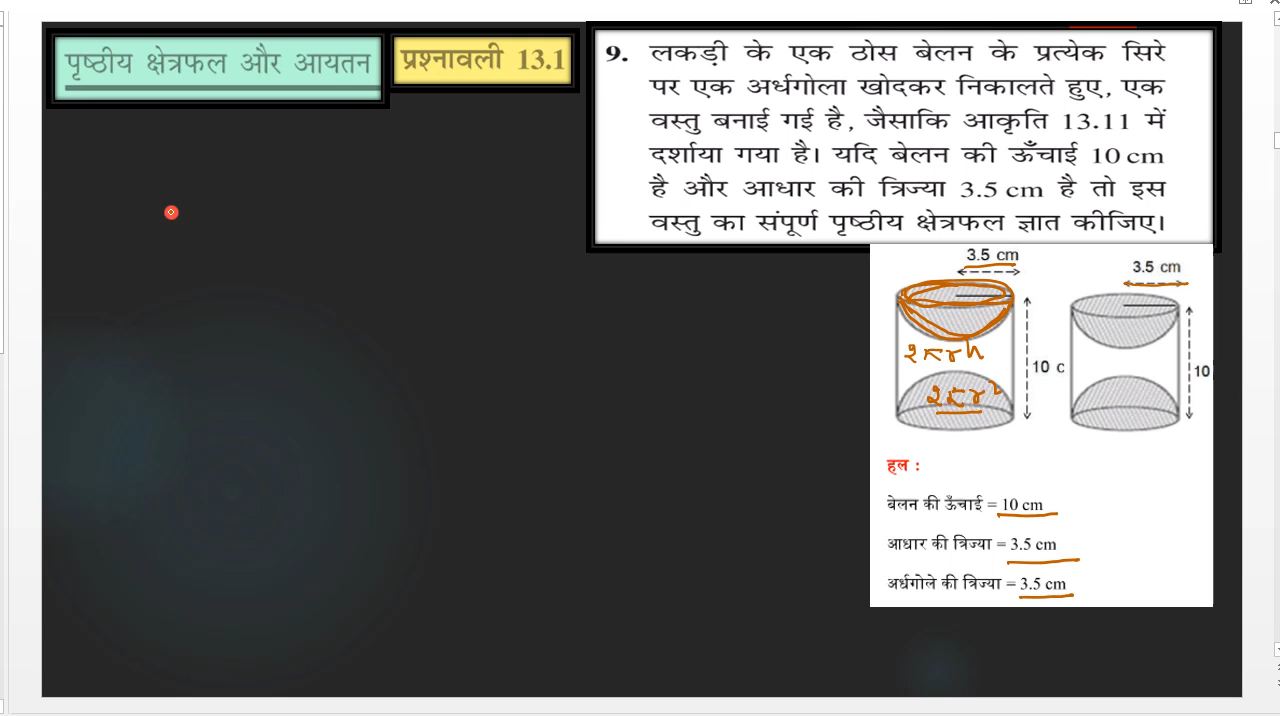 पृष्ठीय क्षेत्रफल और आयतन
प्रश्नावली 13.1
9. लकड़ी के एक ठोस बेलन के प्रत्येक सिरे
पर एक अर्धगोला खोदकर निकालते हुए, एक
वस्तु बनाई गई है, जैसाकि आकृति 13.11 में
दर्शाया गया है। यदि बेलन की ऊँचाई 10 cm
है और आधार की त्रिज्या 3.5 cm है तो इस
वस्तु का संपूर्ण पृष्ठीय क्षेत्रफल ज्ञात कीजिए।
3.5 cm
3.5 cm
2πrh
10 c
10
2πr²
हल :
बेलन की ऊँचाई = 10 cm
आधार की त्रिज्या = 3.5 cm
अर्धगोले की त्रिज्या = 3.5 cm